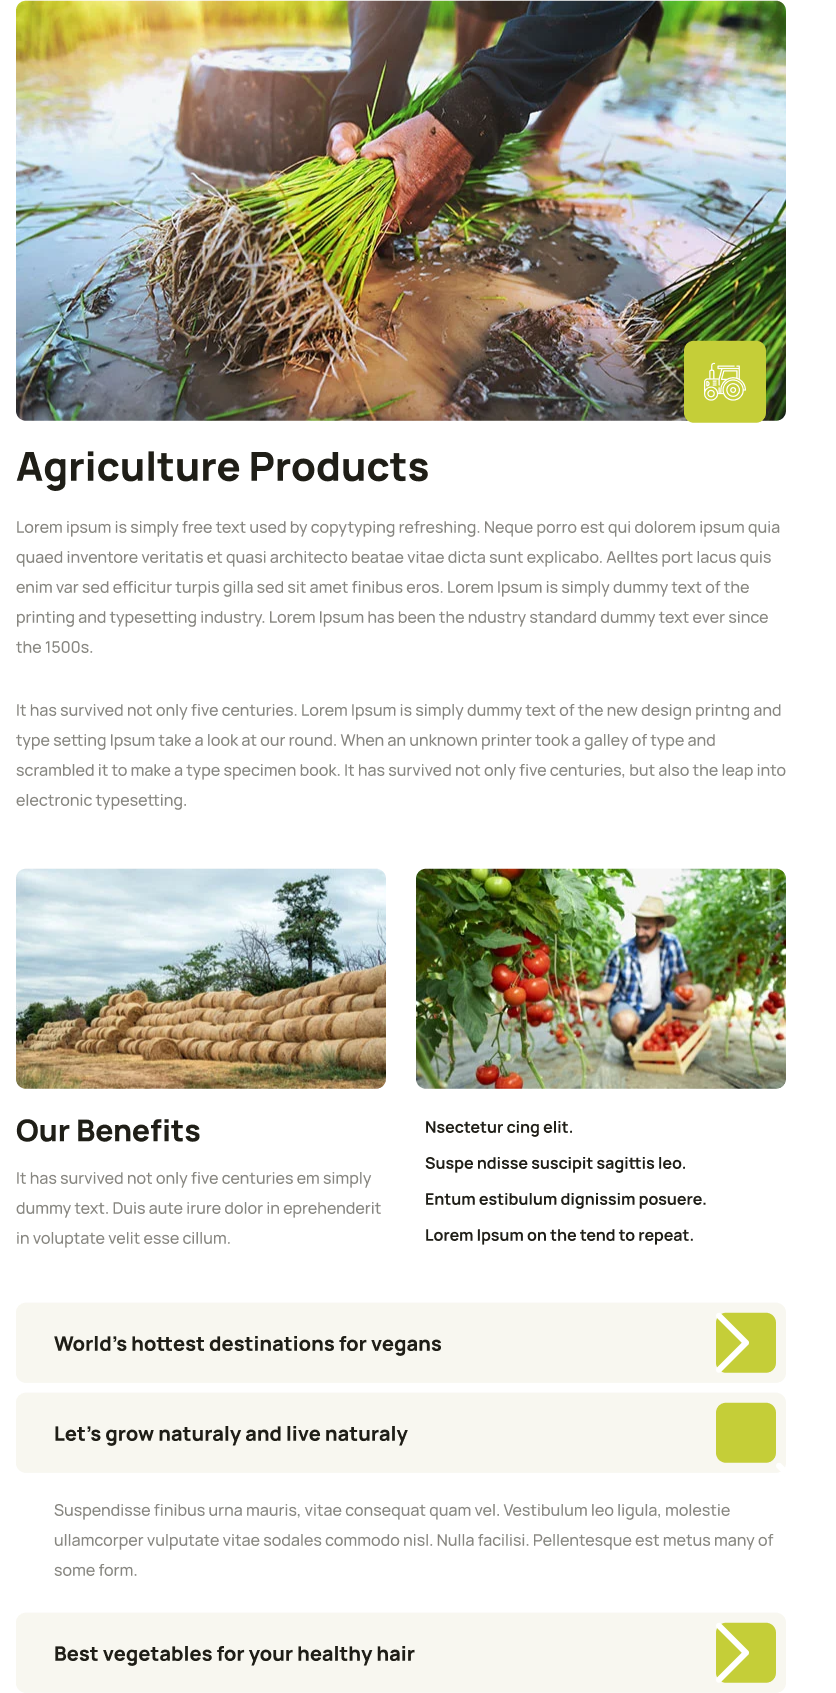 Agriculture Products
Lorem ipsum is simply free text used by copytyping refreshing. Neque porro est qui dolorem ipsum quia
quaed inventore veritatis et quasi architecto beatae vitae dicta sunt explicabo. Aelltes port lacus quis
enim var sed efficitur turpis gilla sed sit amet finibus eros. Lorem Ipsum is simply dummy text of the
printing and typesetting industry. Lorem Ipsum has been the ndustry standard dummy text ever since
the 1500s.
It has survived not only five centuries. Lorem Ipsum is simply dummy text of the new design printng and
type setting Ipsum take a look at our round. When an unknown printer took a galley of type and
scrambled it to make a type specimen book. It has survived not only five centuries, but also the leap into
electronic typesetting.
Our Benefits
It has survived not only five centuries em simply
dummy text. Duis aute irure dolor in eprehenderit
in voluptate velit esse cillum.
Nsectetur cing elit.
Suspe ndisse suscipit sagittis leo.
Entum estibulum dignissim posuere.
Lorem Ipsum on the tend to repeat.
World’s hottest destinations for vegans
Let’s grow naturaly and live naturaly
Suspendisse finibus urna mauris, vitae consequat quam vel. Vestibulum leo ligula, molestie
ullamcorper vulputate vitae sodales commodo nisl. Nulla facilisi. Pellentesque est metus many of
some form.
Best vegetables for your healthy hair